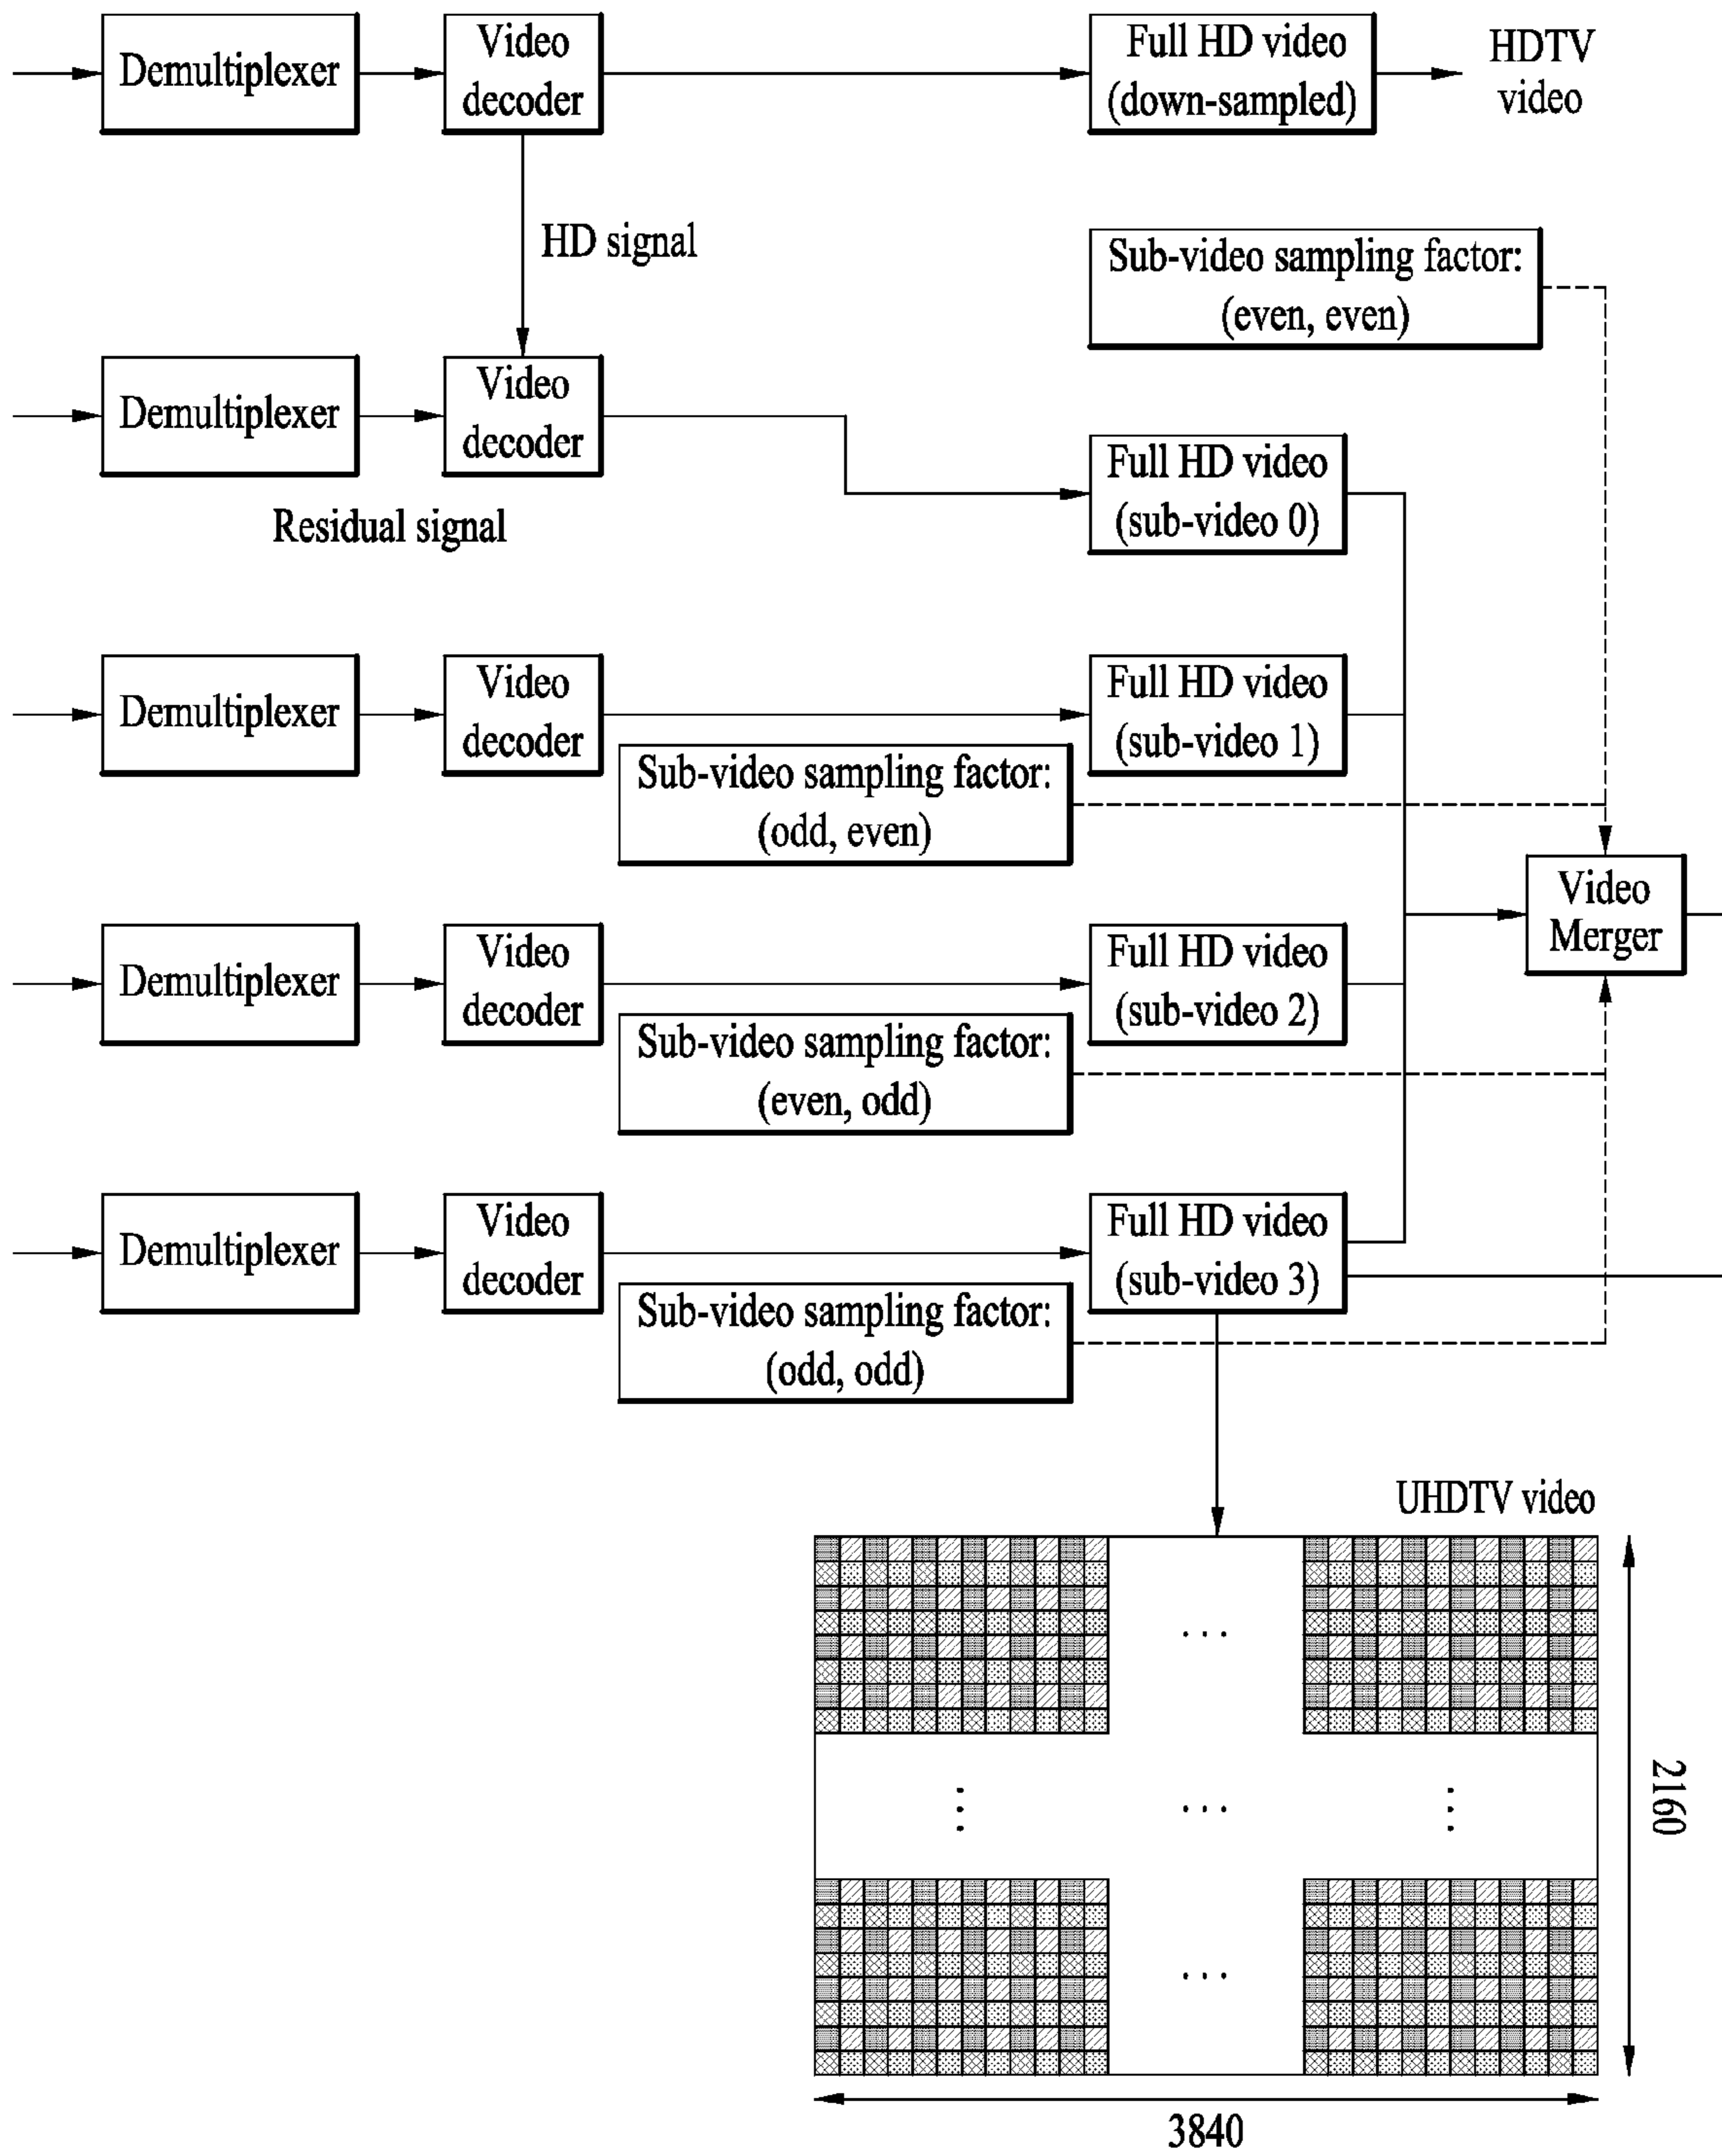 Demultiplexer
Video
decoder
Full HD video
(down-sampled)
HDTV
video
HD signal
Sub-video sampling factor:
(even, even)
Demultiplexer
Video
decoder
Full HD video
(sub-video 0)
Residual signal
Demultiplexer
Video
decoder
Full HD video
(sub-video 1)
Sub-video sampling factor:
(odd, even)
Video
Merger
Demultiplexer
Video
decoder
Full HD video
(sub-video 2)
Sub-video sampling factor:
(even, odd)
Demultiplexer
Video
decoder
Full HD video
(sub-video 3)
Sub-video sampling factor:
(odd, odd)
UHDTV video
2160
3840